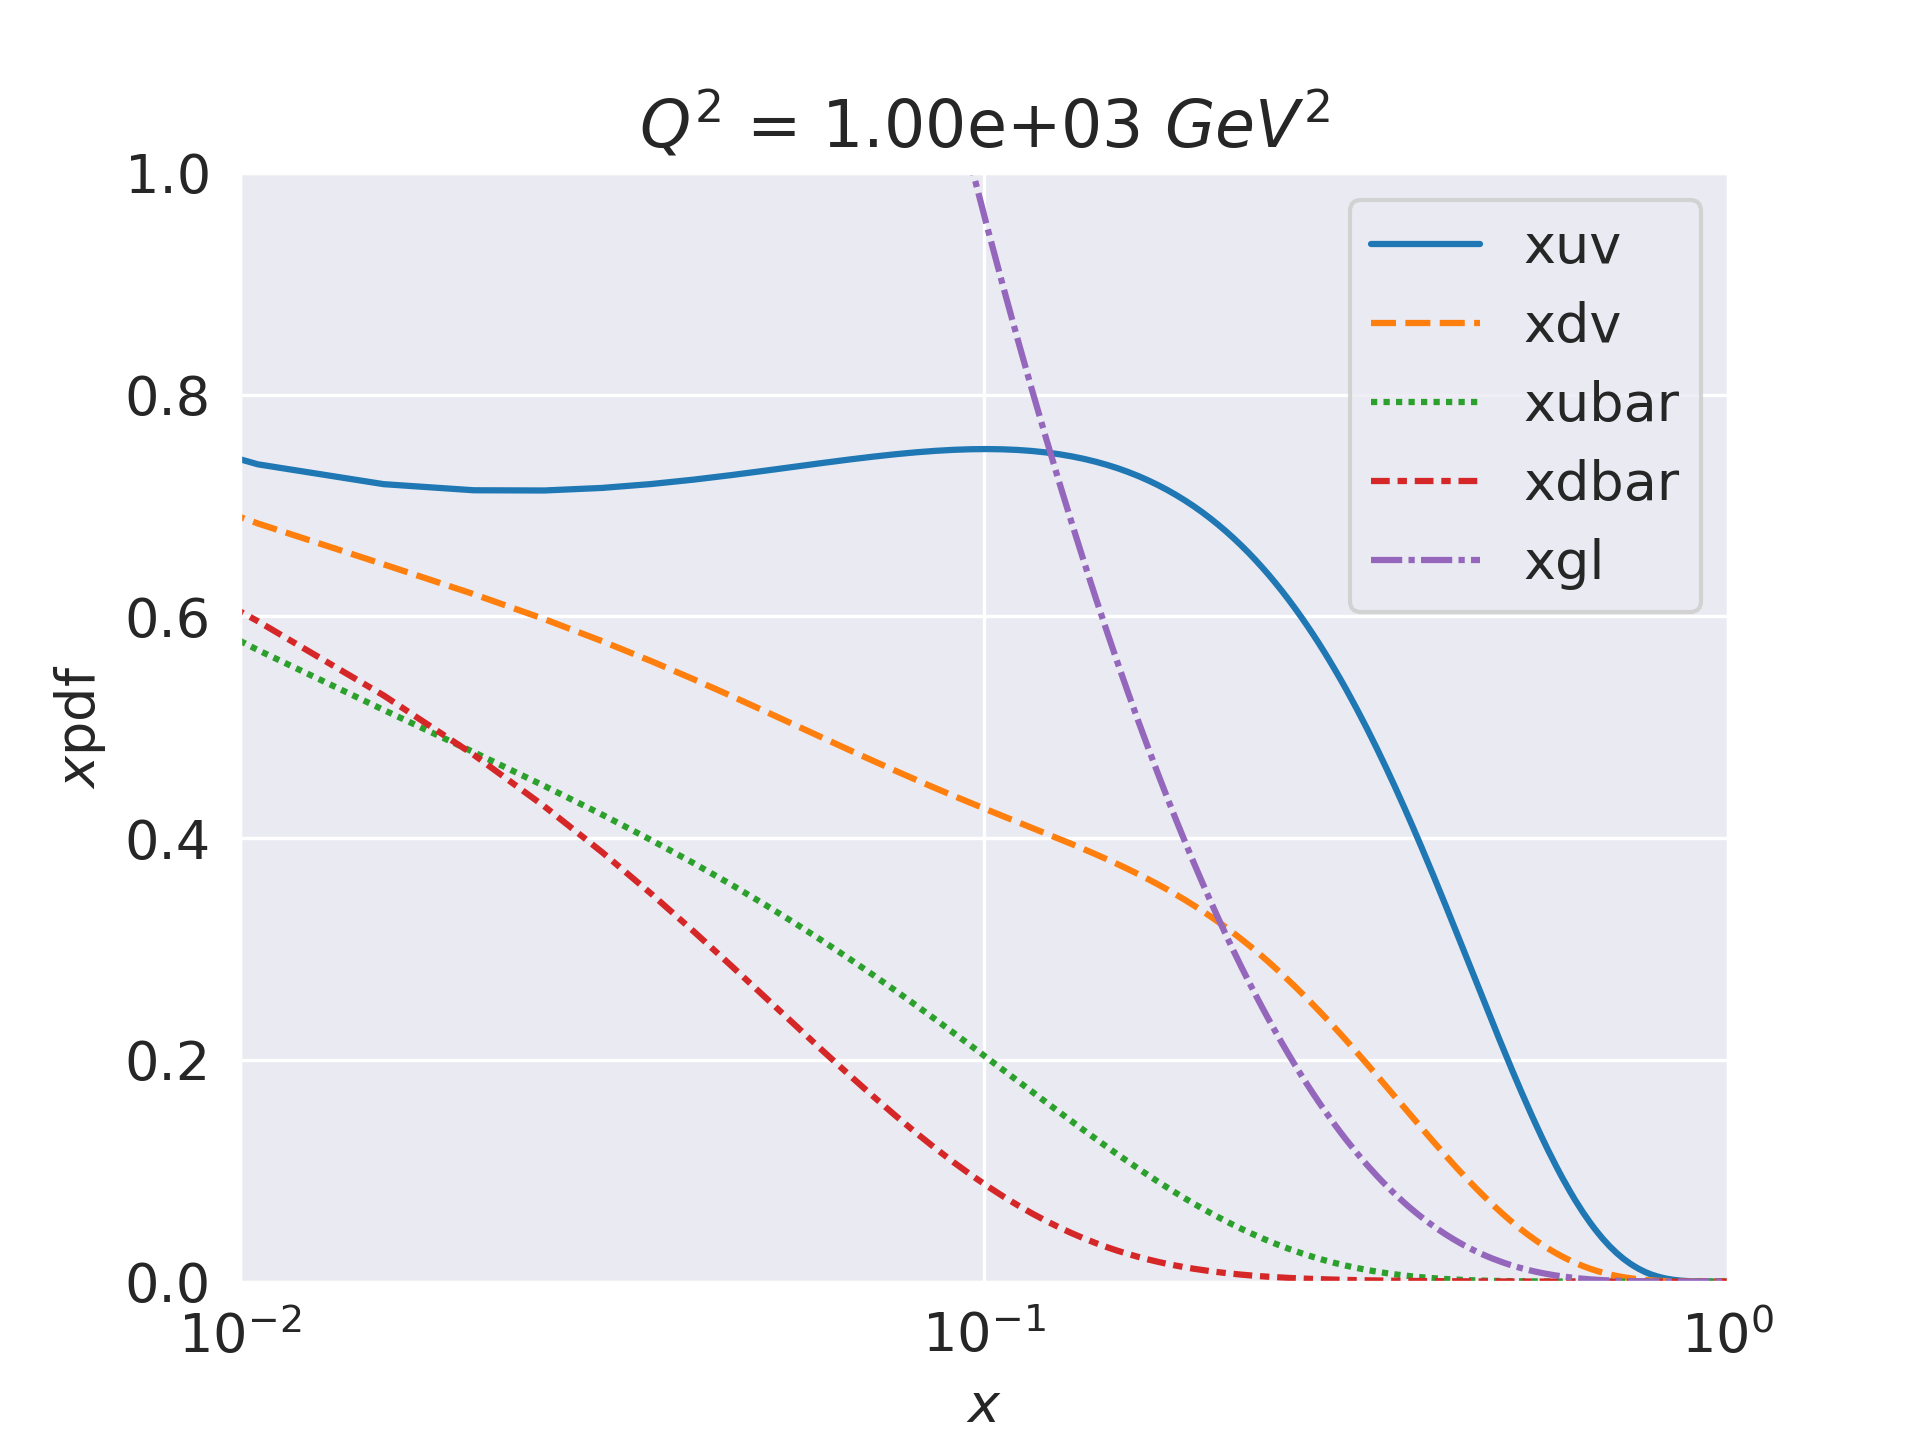 Q² = 1.00e+03 GeV²
1.0
0.8
0.6
0.4
0.2
0.0
xpdf
10⁻²
10⁻¹
10⁰
x
xuv
xdv
xubar
xdbar
xgl